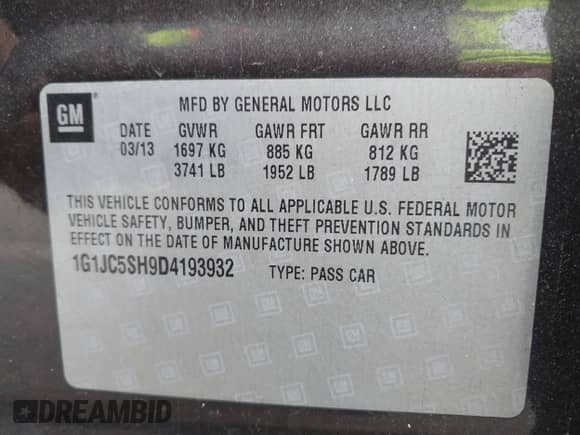 GM ®
MFD BY GENERAL MOTORS LLC
DATE GVWR GAWR FRT GAWR RR
03/13 1697 KG 885 KG 812 KG
3741 LB 1952 LB 1789 LB
THIS VEHICLE CONFORMS TO ALL APPLICABLE U.S. FEDERAL MOTOR
VEHICLE SAFETY, BUMPER, AND THEFT PREVENTION STANDARDS IN
EFFECT ON THE DATE OF MANUFACTURE SHOWN ABOVE.
1G1JC5SH9D4193932 TYPE: PASS CAR
DREAMBID